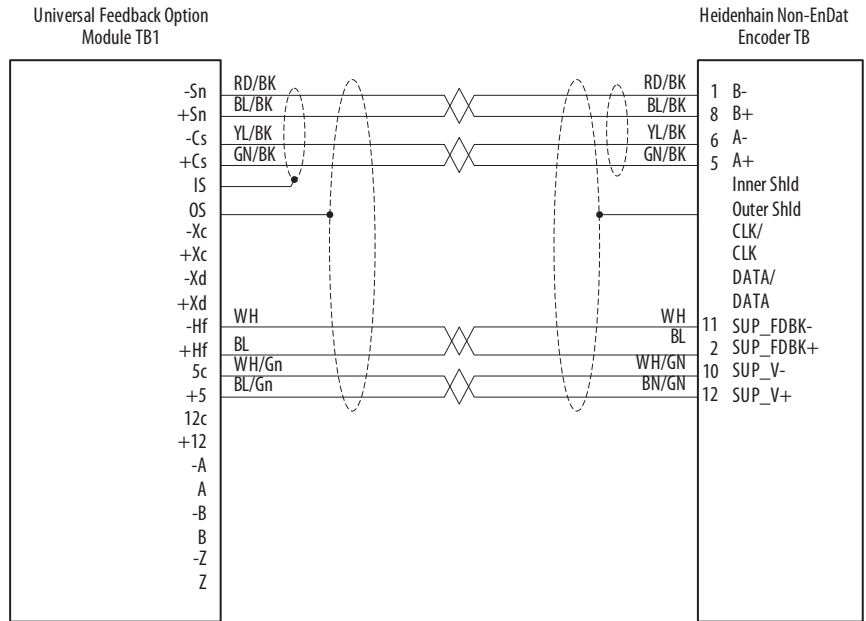 Universal Feedback Option
Module TB1
Heidenhain Non-EnDat
Encoder TB
-Sn RD/BK RD/BK 1 B-
+Sn BL/BK BL/BK 8 B+
-Cs YL/BK YL/BK 6 A-
+Cs GN/BK GN/BK 5 A+
IS Inner Shld
OS Outer Shld
-Xc CLK/
+Xc CLK
-Xd DATA/
+Xd DATA
-Hf WH WH 11 SUP_FDBK-
+Hf BL BL 2 SUP_FDBK+
5c WH/Gn WH/GN 10 SUP_V-
+5 BL/Gn BN/GN 12 SUP_V+
12c
+12
-A
A
-B
B
-Z
Z